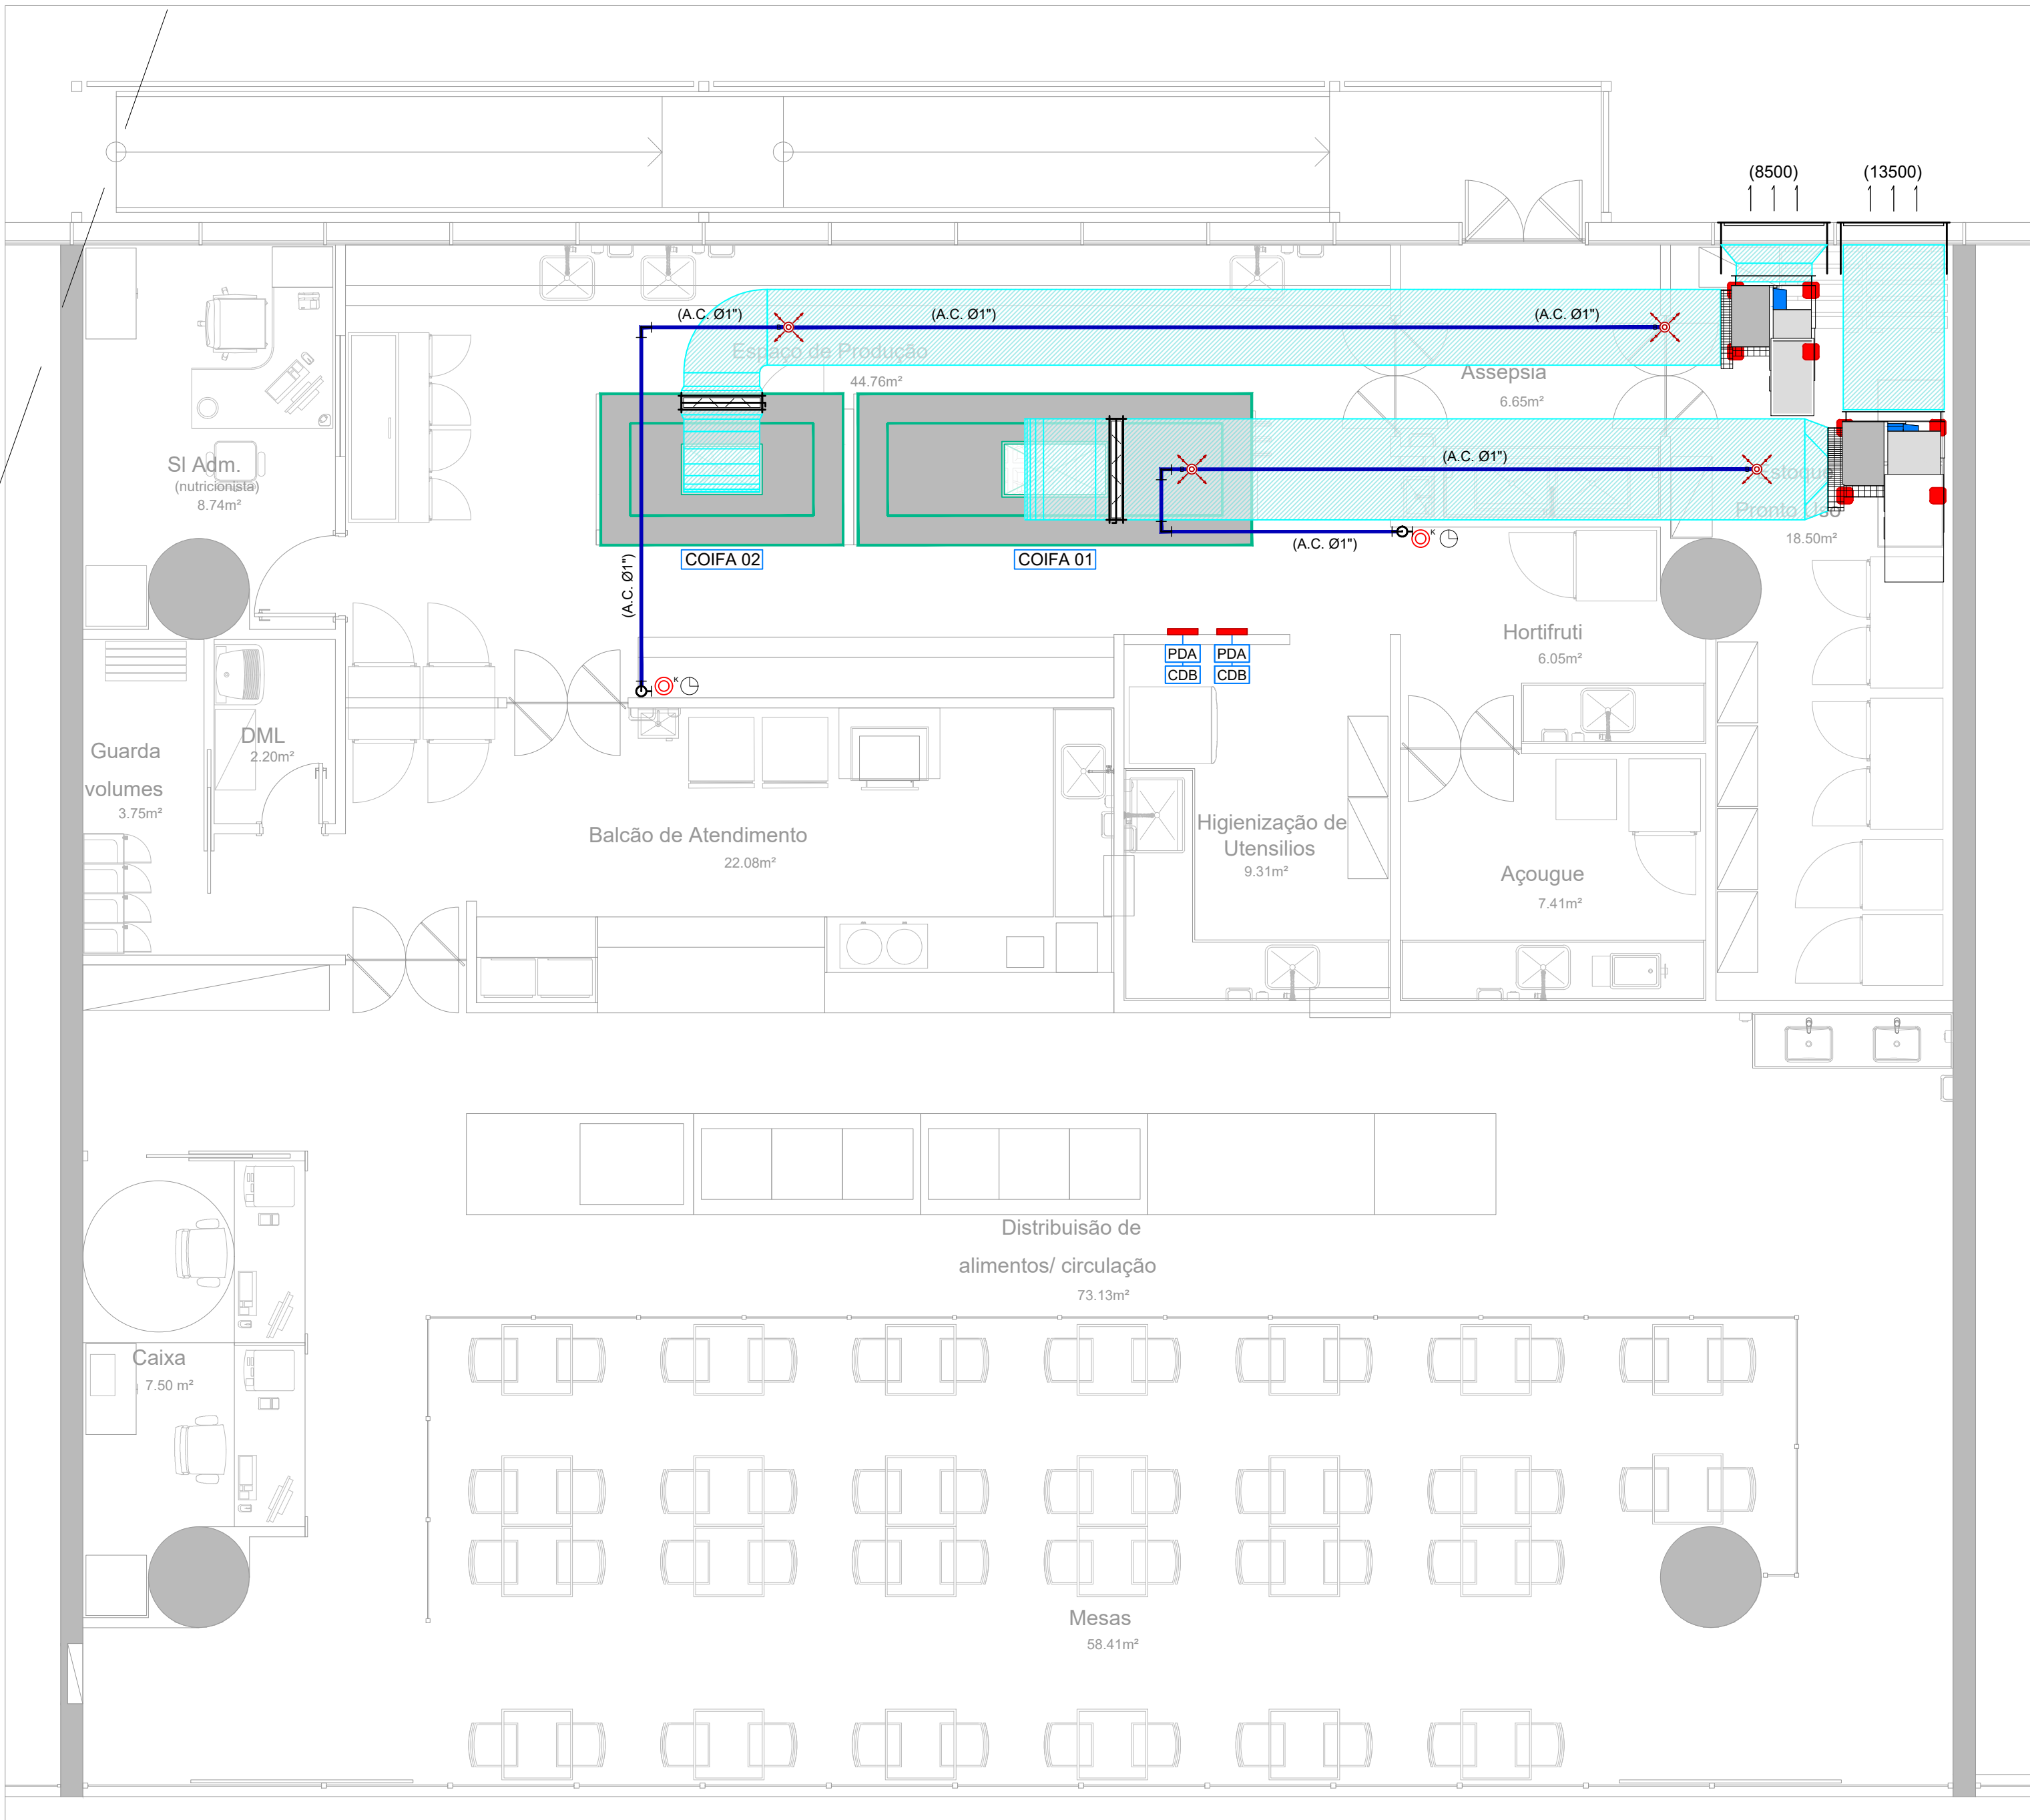 (8500)
(13500)
(A.C. Ø1")
(A.C. Ø1")
(A.C. Ø1")
Espaço de Produção
44.76m²
Assepsia
6.65m²
SI Adm.
(nutricionista)
8.74m²
(A.C. Ø1")
Estoque
Pronto Uso
18.50m²
(A.C. Ø1")
K
COIFA 02
COIFA 01
(A.C. Ø1")
Hortifruti
6.05m²
PDA
PDA
CDB
CDB
K
DML
2.20m²
Guarda
volumes
3.75m²
Balcão de Atendimento
22.08m²
Higienização de
Utensilios
9.31m²
Açougue
7.41m²
Distribuisão de
alimentos/ circulação
73.13m²
Caixa
7.50 m²
Mesas
58.41m²